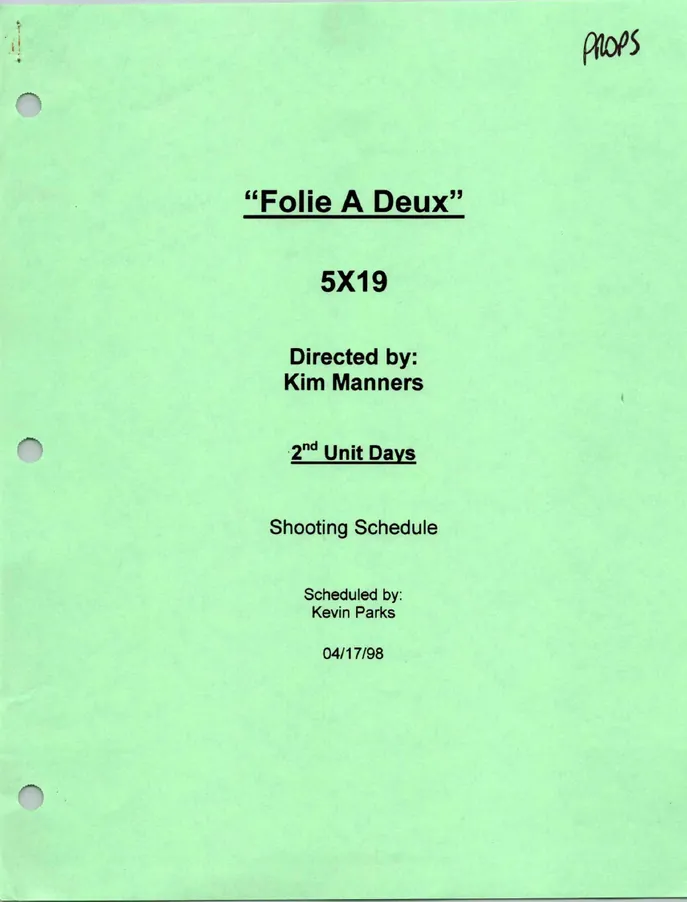 PROPS
“Folie A Deux”
5X19
Directed by:
Kim Manners
2nd Unit Days
Shooting Schedule
Scheduled by:
Kevin Parks
04/17/98